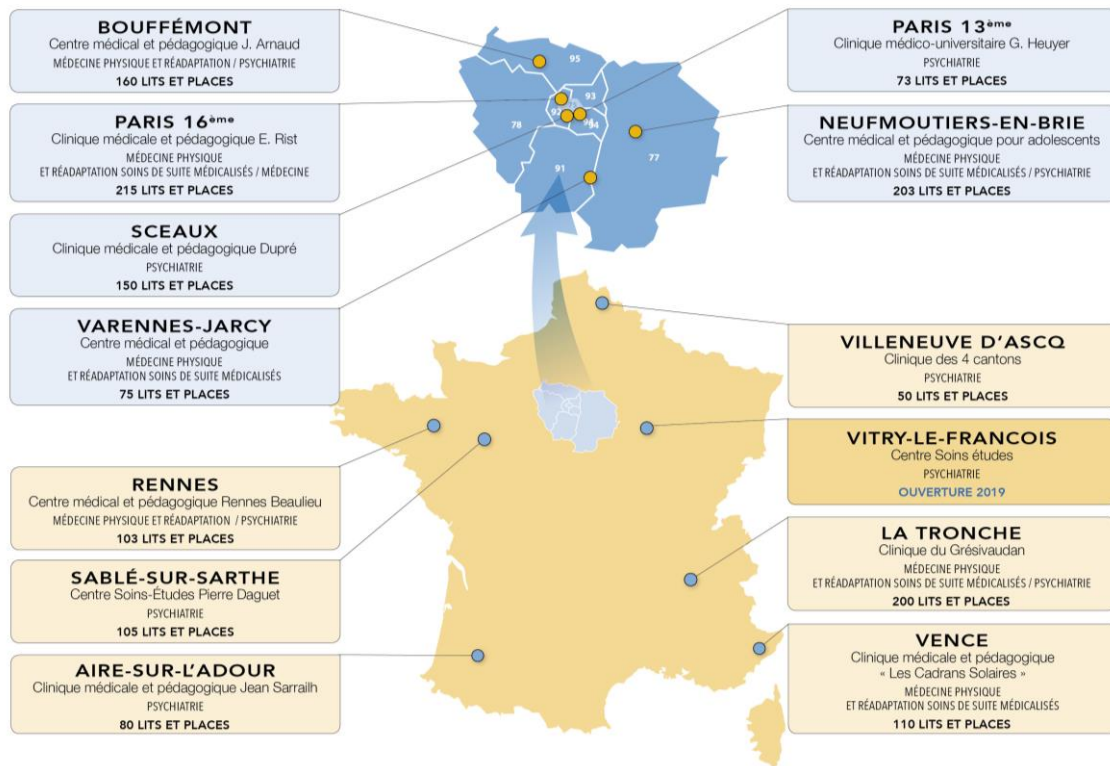 BOUFFÉMONT
Centre médical et pédagogique J. Arnaud
MÉDECINE PHYSIQUE ET RÉADAPTATION / PSYCHIATRIE
160 LITS ET PLACES
PARIS 16ème
Clinique médicale et pédagogique E. Rist
MÉDECINE PHYSIQUE
ET RÉADAPTATION SOINS DE SUITE MÉDICALISÉS / MÉDECINE
215 LITS ET PLACES
SCEAUX
Clinique médicale et pédagogique Dupré
PSYCHIATRIE
150 LITS ET PLACES
VARENNES-JARCY
Centre médical et pédagogique
MÉDECINE PHYSIQUE
ET RÉADAPTATION SOINS DE SUITE MÉDICALISÉS
75 LITS ET PLACES
RENNES
Centre médical et pédagogique Rennes Beaulieu
MÉDECINE PHYSIQUE ET RÉADAPTATION / PSYCHIATRIE
103 LITS ET PLACES
SABLÉ-SUR-SARTHE
Centre Soins-Études Pierre Daguet
PSYCHIATRIE
105 LITS ET PLACES
AIRE-SUR-L'ADOUR
Clinique médicale et pédagogique Jean Sarrailh
PSYCHIATRIE
80 LITS ET PLACES
95
93
92
94
78
77
91
PARIS 13ème
Clinique médico-universitaire G. Heuyer
PSYCHIATRIE
73 LITS ET PLACES
NEUFMOUTIERS-EN-BRIE
Centre médical et pédagogique pour adolescents
MÉDECINE PHYSIQUE
ET RÉADAPTATION SOINS DE SUITE MÉDICALISÉS / PSYCHIATRIE
203 LITS ET PLACES
VILLENEUVE D'ASCQ
Clinique des 4 cantons
PSYCHIATRIE
50 LITS ET PLACES
VITRY-LE-FRANCOIS
Centre Soins études
PSYCHIATRIE
OUVERTURE 2019
LA TRONCHE
Clinique du Grésivaudan
MÉDECINE PHYSIQUE
ET RÉADAPTATION SOINS DE SUITE MÉDICALISÉS / PSYCHIATRIE
200 LITS ET PLACES
VENCE
Clinique médicale et pédagogique
« Les Cadrans Solaires »
MÉDECINE PHYSIQUE
ET RÉADAPTATION SOINS DE SUITE MÉDICALISÉS
110 LITS ET PLACES